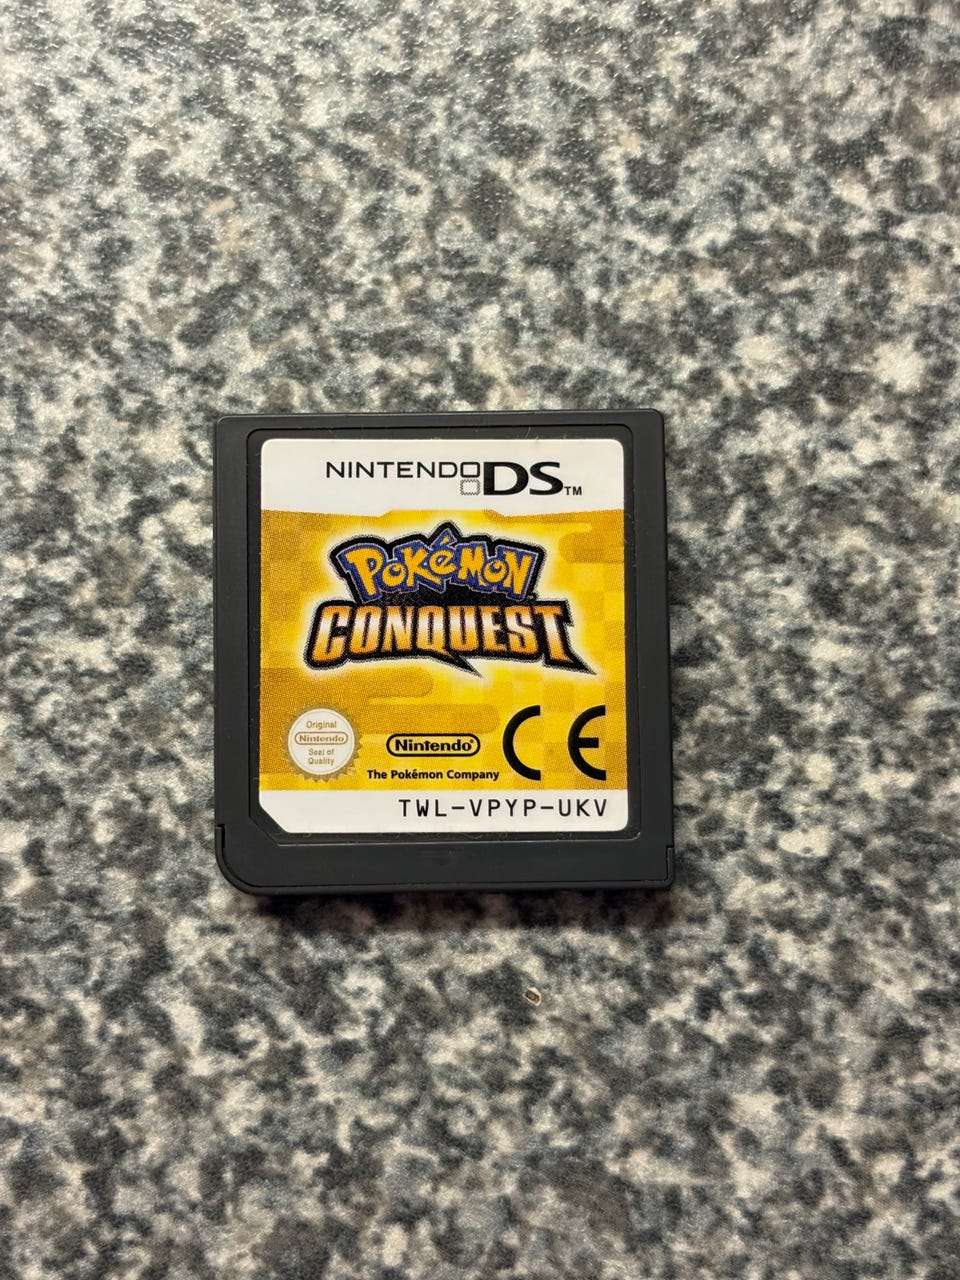 NINTENDO DS™
POKéMON
CONQUEST
Original
Nintendo
Seal of
Quality
Nintendo®
The Pokémon Company
CE
TWL-VPYP-UKV